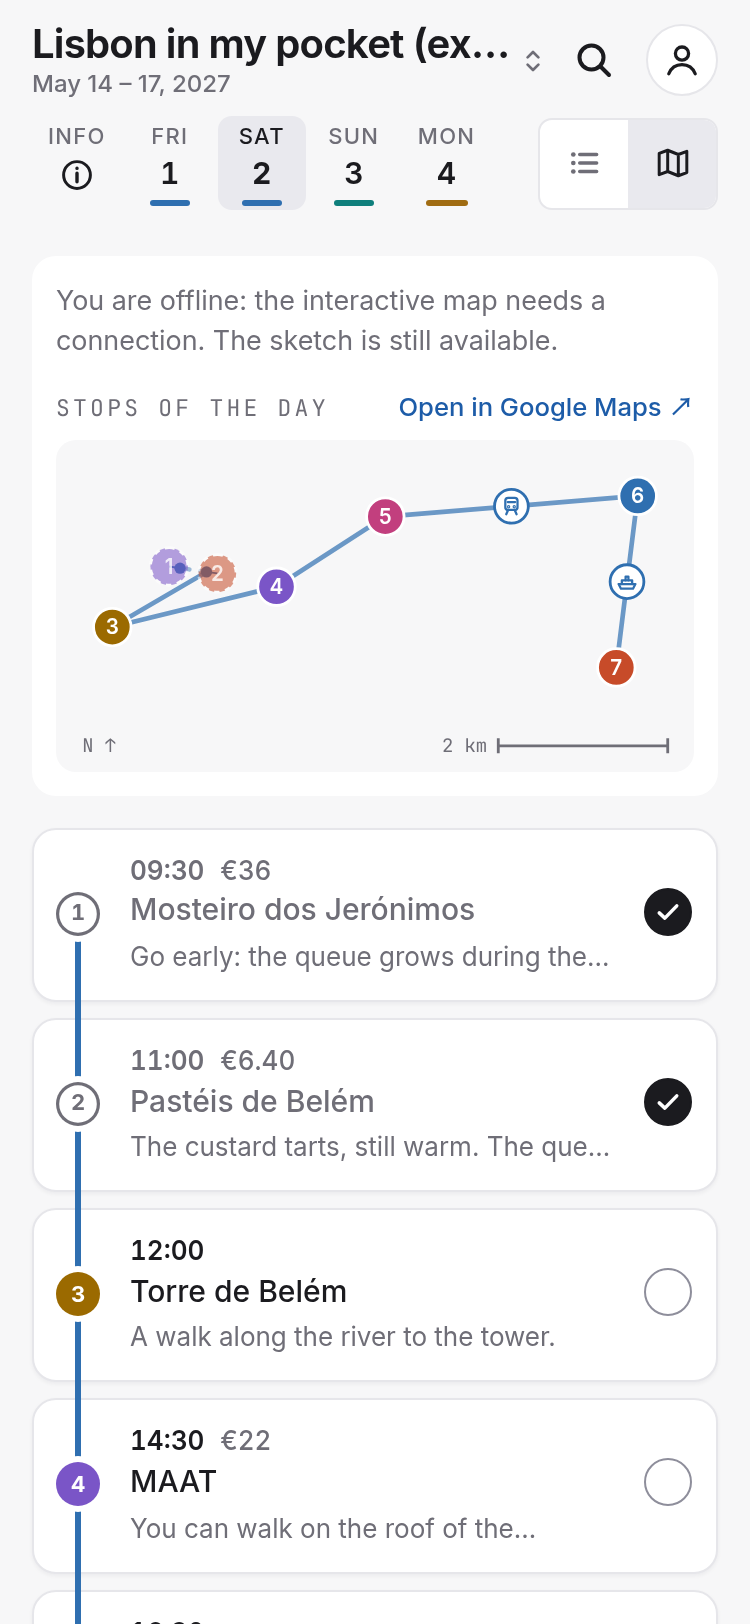 Lisbon in my pocket (ex…
May 14 – 17, 2027
INFO FRI SAT SUN MON
1 2 3 4
You are offline: the interactive map needs a
connection. The sketch is still available.
STOPS OF THE DAY Open in Google Maps ↗
6
5
1 2
4
3
7
N ↑ 2 km
09:30 €36
1 Mosteiro dos Jerónimos
Go early: the queue grows during the…
11:00 €6.40
2 Pastéis de Belém
The custard tarts, still warm. The que…
12:00
3 Torre de Belém
A walk along the river to the tower.
14:30 €22
4 MAAT
You can walk on the roof of the…